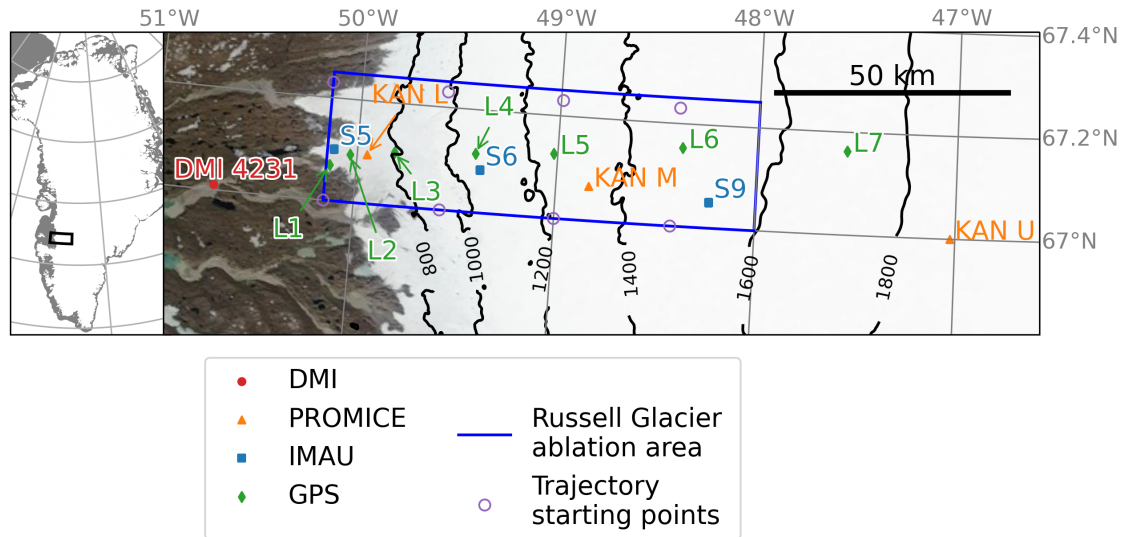 51°W 50°W 49°W 48°W 47°W
67.4°N
50 km
KAN L
L4
S5
S6
L5
L6
L7
67.2°N
DMI 4231
L3
KAN M
S9
L1
L2
KAN U
67°N
800
1000
1200
1400
1600
1800
DMI
PROMICE
IMAU
GPS
Russell Glacier
ablation area
Trajectory
starting points